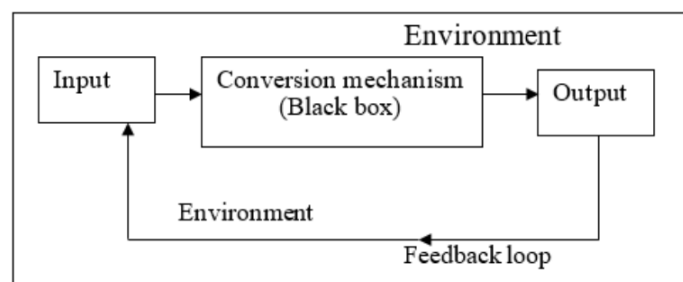 Environment
Input
Conversion mechanism
(Black box)
Output
Environment
Feedback loop